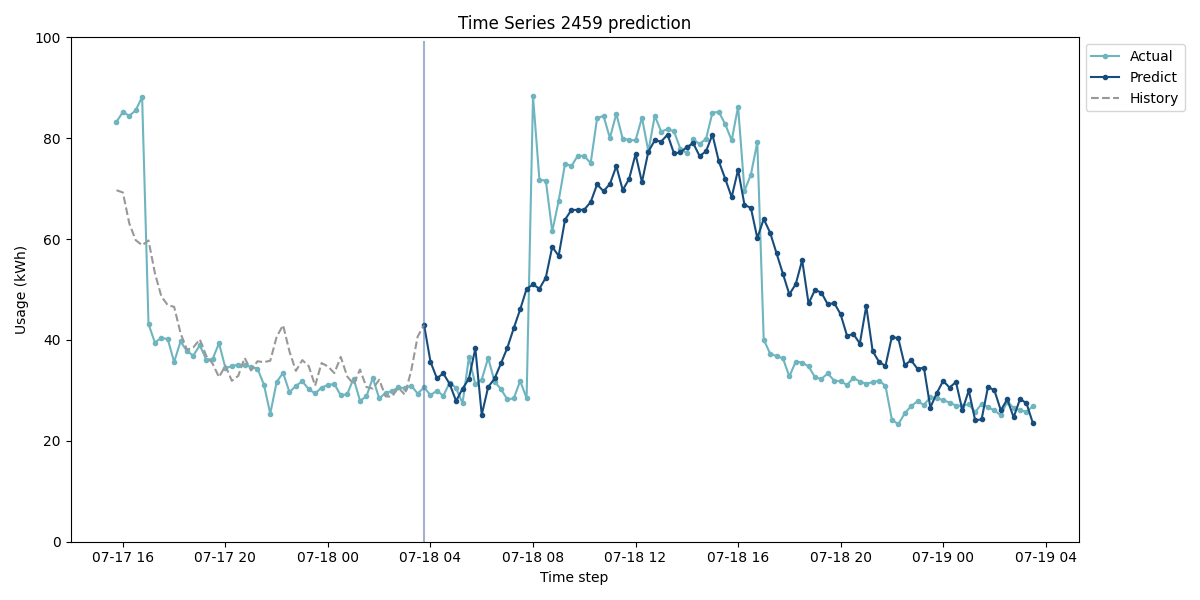 Time Series 2459 prediction
Usage (kWh)
100
80
60
40
20
0
07-17 16
07-17 20
07-18 00
07-18 04
07-18 08
07-18 12
07-18 16
07-18 20
07-19 00
07-19 04
Time step
Actual
Predict
History